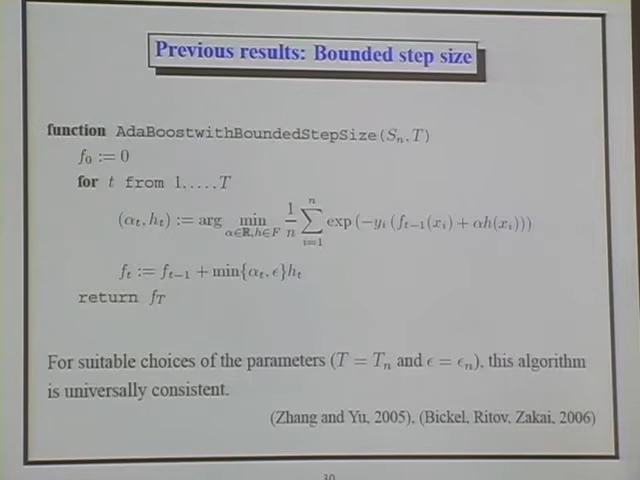 Previous results: Bounded step size
function AdaBoostwithBoundedStepSize(Sₙ, T)
f₀ := 0
for t from 1, ..., T
(αₜ, hₜ) := arg min_{α∈ℝ, h∈F} 1/n ∑_{i=1}^{n} exp (−yᵢ (fₜ₋₁(xᵢ) + αh(xᵢ)))
fₜ := fₜ₋₁ + min{αₜ, ϵ}hₜ
return f_T
For suitable choices of the parameters (T = Tₙ and ϵ = ϵₙ), this algorithm
is universally consistent.
(Zhang and Yu, 2005), (Bickel, Ritov, Zakai, 2006)
30